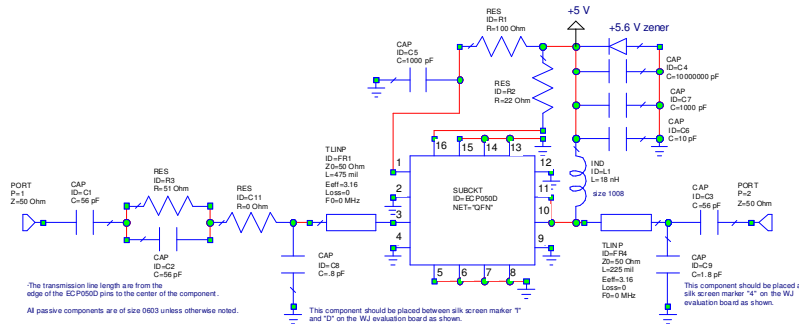 +5 V
RES
ID=R1
R=100 Ohm
+5.6 V zener
CAP
ID=C5
C=1000 pF
CAP
ID=C4
C=10000000 pF
RES
ID=R2
R=22 Ohm
CAP
ID=C7
C=1000 pF
CAP
ID=C6
C=10 pF
16
15
14
13
TLINP
ID=FR1
Z0=50 Ohm
L=475 mil
Eeff=3.16
Loss=0
F0=0 MHz
1
2
3
4
SUBCKT
ID=ECP050D
NET="QFN"
12
11
10
9
5
6
7
8
IND
ID=L1
L=18 nH
size 1008
PORT
P=1
Z=50 Ohm
CAP
ID=C1
C=56 pF
RES
ID=R3
R=51 Ohm
RES
ID=C11
R=0 Ohm
CAP
ID=C2
C=56 pF
CAP
ID=C8
C=.8 pF
CAP
ID=C3
C=56 pF
PORT
P=2
Z=50 Ohm
TLINP
ID=FR4
Z0=50 Ohm
L=225 mil
Eeff=3.16
Loss=0
F0=0 MHz
CAP
ID=C9
C=1.8 pF
-The transmission line length are from the
edge of the ECP050D pins to the center of the component.
All passive components are of size 0603 unless otherwise noted.
This component should be placed between silk screen marker
and "D" on the WJ evaluation board as shown.
This component should be placed a
silk screen marker "4" on the WJ
evaluation board as shown.